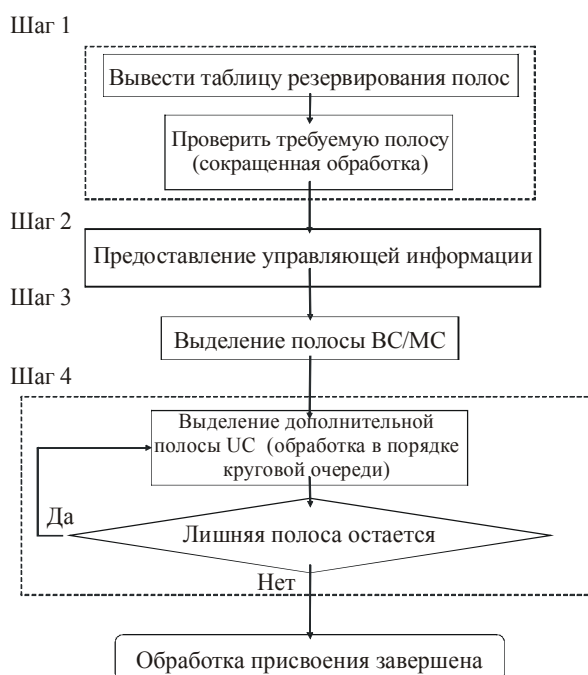 Шаг 1
Вывести таблицу резервирования полос
Проверить требуемую полосу
(сокращенная обработка)
Шаг 2
Предоставление управляющей информации
Шаг 3
Выделение полосы BC/MC
Шаг 4
Выделение дополнительной
полосы UC (обработка в порядке
круговой очереди)
Да
Лишняя полоса остается
Нет
Обработка присвоения завершена